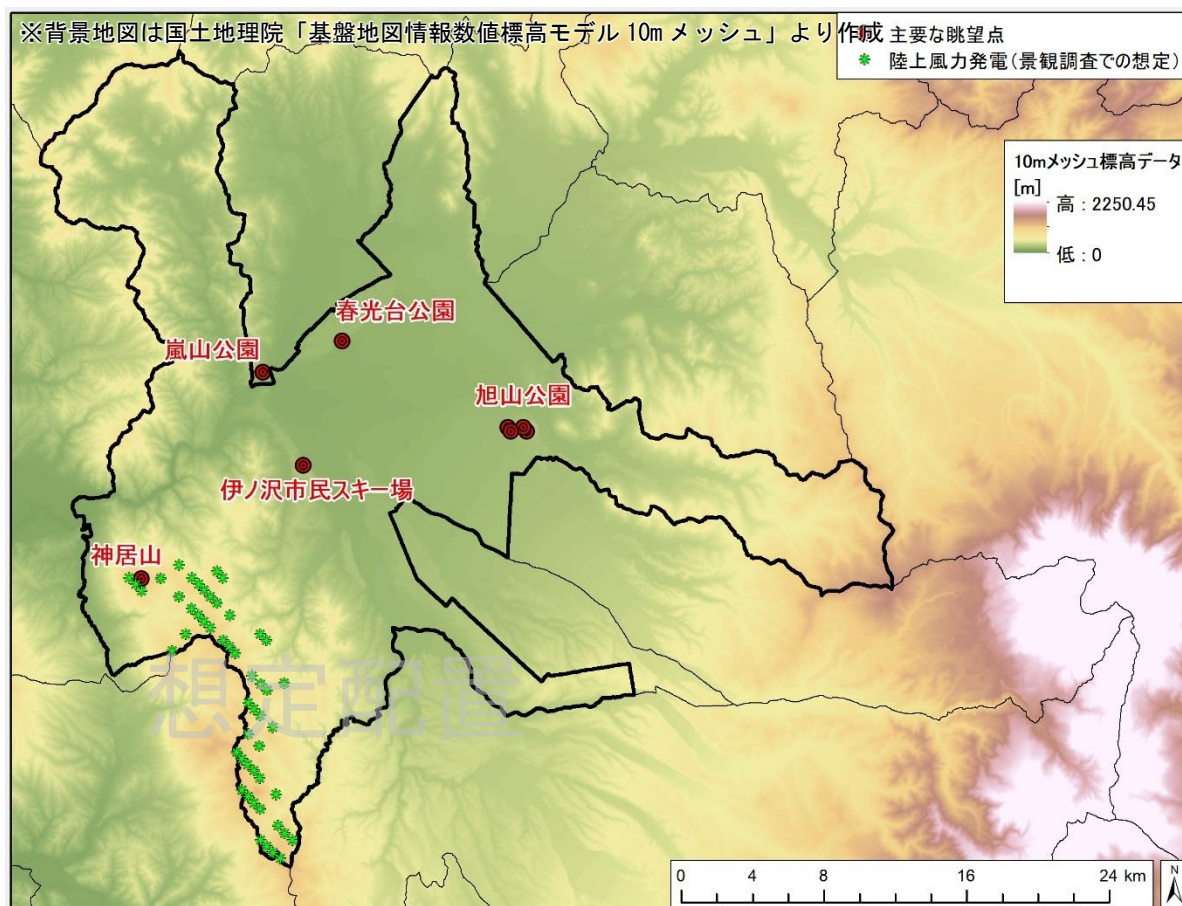 ※背景地図は国土地理院「基盤地図情報数値標高モデル 10m メッシュ」より作成
主要な眺望点
陸上風力発電(景観調査での想定)
10mメッシュ標高データ
[m]
高 : 2250.45
低 : 0
春光台公園
嵐山公園
旭山公園
伊ノ沢市民スキー場
神居山
想定配置
0 4 8 16 24 km
N